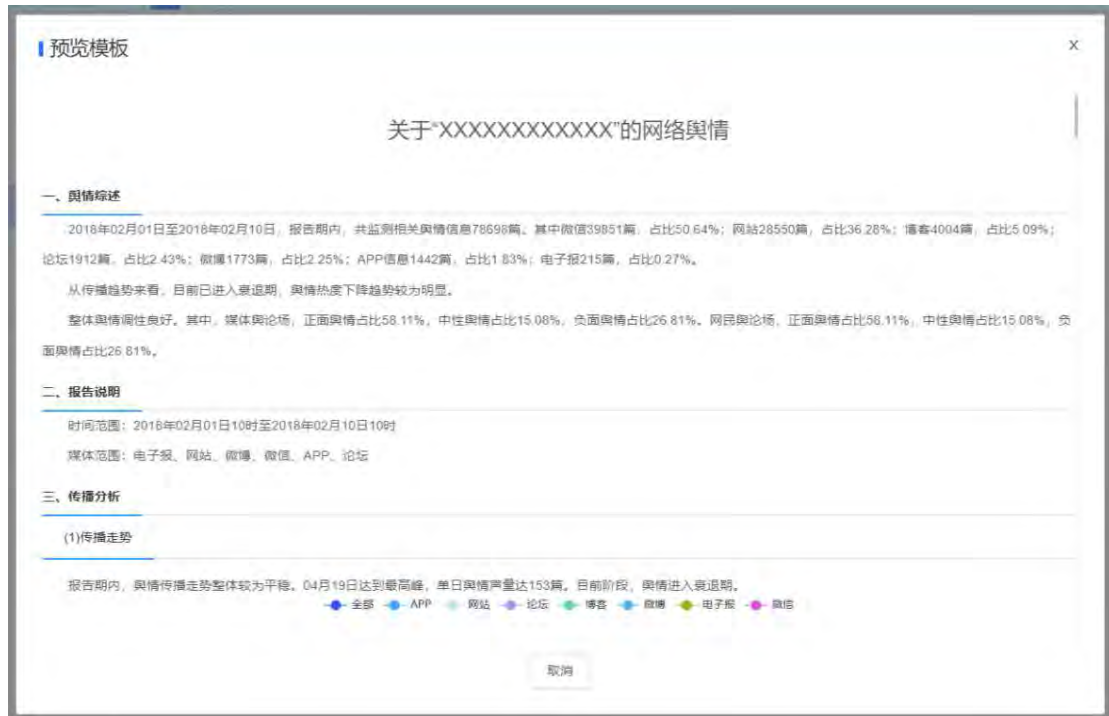 预览模板
X
关于“XXXXXXXXXXXX”的网络舆情
一、舆情综述
2018年02月01日至2018年02月10日，报告期内，共监测相关舆情信息78698篇。其中微信39851篇，占比50.64%；网站28550篇，占比36.28%；博客4004篇，占比5.09%；
论坛1912篇，占比2.43%；微博1773篇，占比2.25%；APP信息1442篇，占比1.83%；电子报215篇，占比0.27%。
从传播趋势来看，目前已进入衰退期，舆情热度下降趋势较为明显。
整体舆情调性良好。其中，媒体舆论场，正面舆情占比58.11%，中性舆情占比15.08%，负面舆情占比26.81%。网民舆论场，正面舆情占比58.11%，中性舆情占比15.08%，负
面舆情占比26.81%。
二、报告说明
时间范围：2018年02月01日10时至2018年02月10日10时
媒体范围：电子报、网站、微博、微信、APP、论坛
三、传播分析
(1)传播走势
报告期内，舆情传播走势整体较为平稳。04月19日达到最高峰，单日舆情声量达153篇。目前阶段，舆情进入衰退期。
全部 APP 网站 论坛 博客 微博 电子报 微信
取消